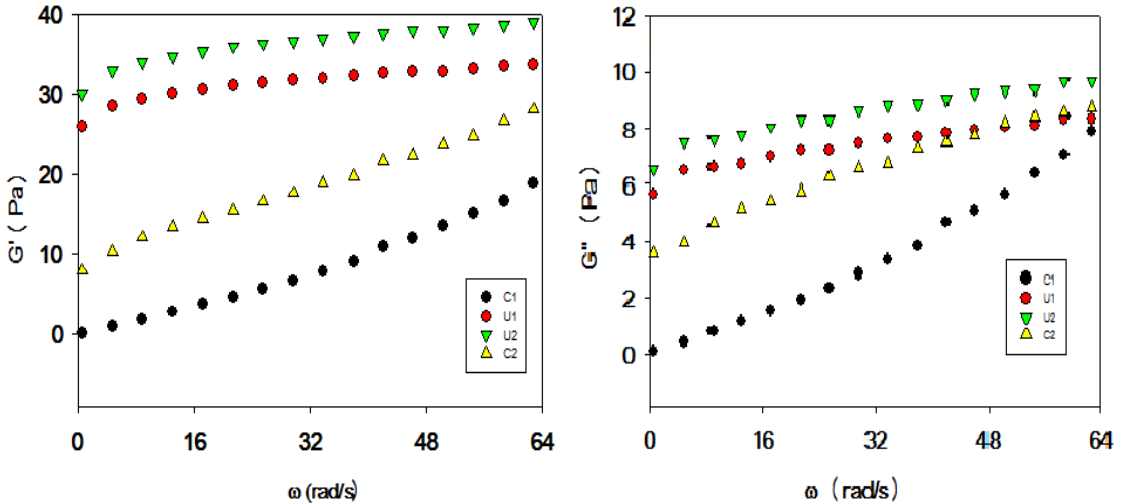 40
30
20
10
0
G' ( Pa)
C1
U1
U2
C2
0 16 32 48 64
ω (rad/s)
12
10
8
6
4
2
0
G'' (Pa)
C1
U1
U2
C2
0 16 32 48 64
ω ( rad/s)